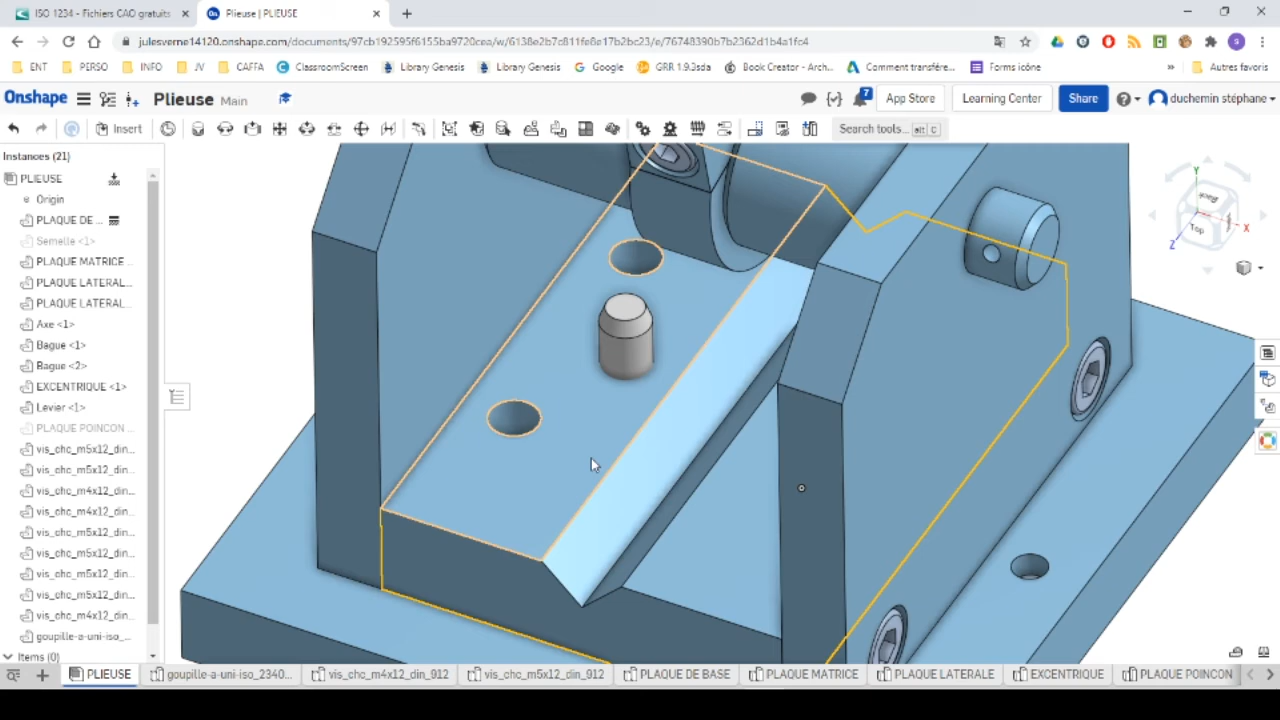 ISO 1234 - Fichiers CAO gratuits
Plieuse | PLIEUSE
julesverne14120.onshape.com/documents/97cb192595f6155ba9720cea/w/6138e2b7c811fe8e17b2bc23/e/76748390b7b2362d1b4a1fc4
ENT PERSO INFO JV CAFFA ClassroomScreen Library Genesis Library Genesis Google GRR 1.9.3sda Book Creator - Arch... Comment transfére... Forms icône » Autres favoris
Onshape Plieuse Main 7 App Store Learning Center Share duchemin stéphane
Insert Search tools... alt C
Instances (21)
PLIEUSE
Origin
PLAQUE DE ...
Semelle <1>
PLAQUE MATRICE ...
PLAQUE LATERAL...
PLAQUE LATERAL...
Axe <1>
Bague <1>
Bague <2>
EXCENTRIQUE <1>
Levier <1>
PLAQUE POINCON ...
vis_chc_m5x12_din...
vis_chc_m5x12_din...
vis_chc_m4x12_din...
vis_chc_m4x12_din...
vis_chc_m5x12_din...
vis_chc_m5x12_din...
vis_chc_m5x12_din...
vis_chc_m5x12_din...
vis_chc_m4x12_din...
goupille-a-uni-iso_...
Items (0)
Y
Back
Top
X
Z
PLIEUSE goupille-a-uni-iso_2340... vis_chc_m4x12_din_912 vis_chc_m5x12_din_912 PLAQUE DE BASE PLAQUE MATRICE PLAQUE LATERALE EXCENTRIQUE PLAQUE POINCON